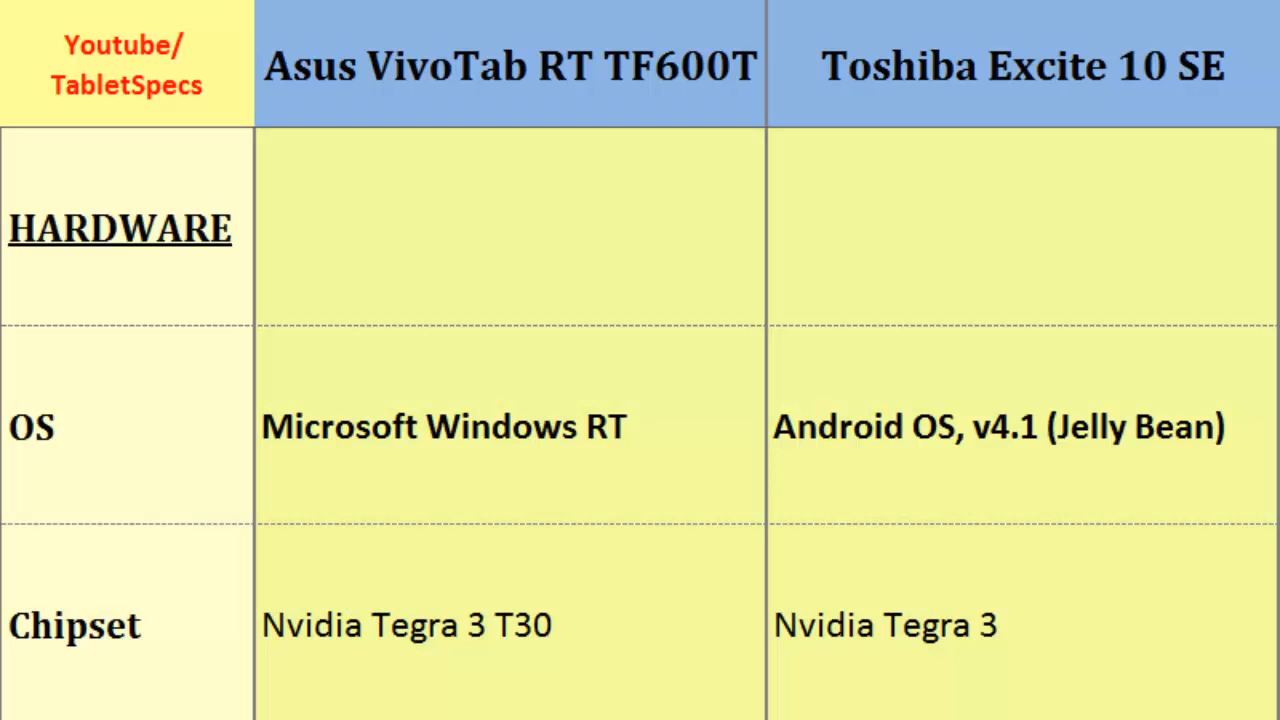 Youtube/
TabletSpecs
Asus VivoTab RT TF600T
Toshiba Excite 10 SE
HARDWARE
OS
Microsoft Windows RT
Android OS, v4.1 (Jelly Bean)
Chipset
Nvidia Tegra 3 T30
Nvidia Tegra 3